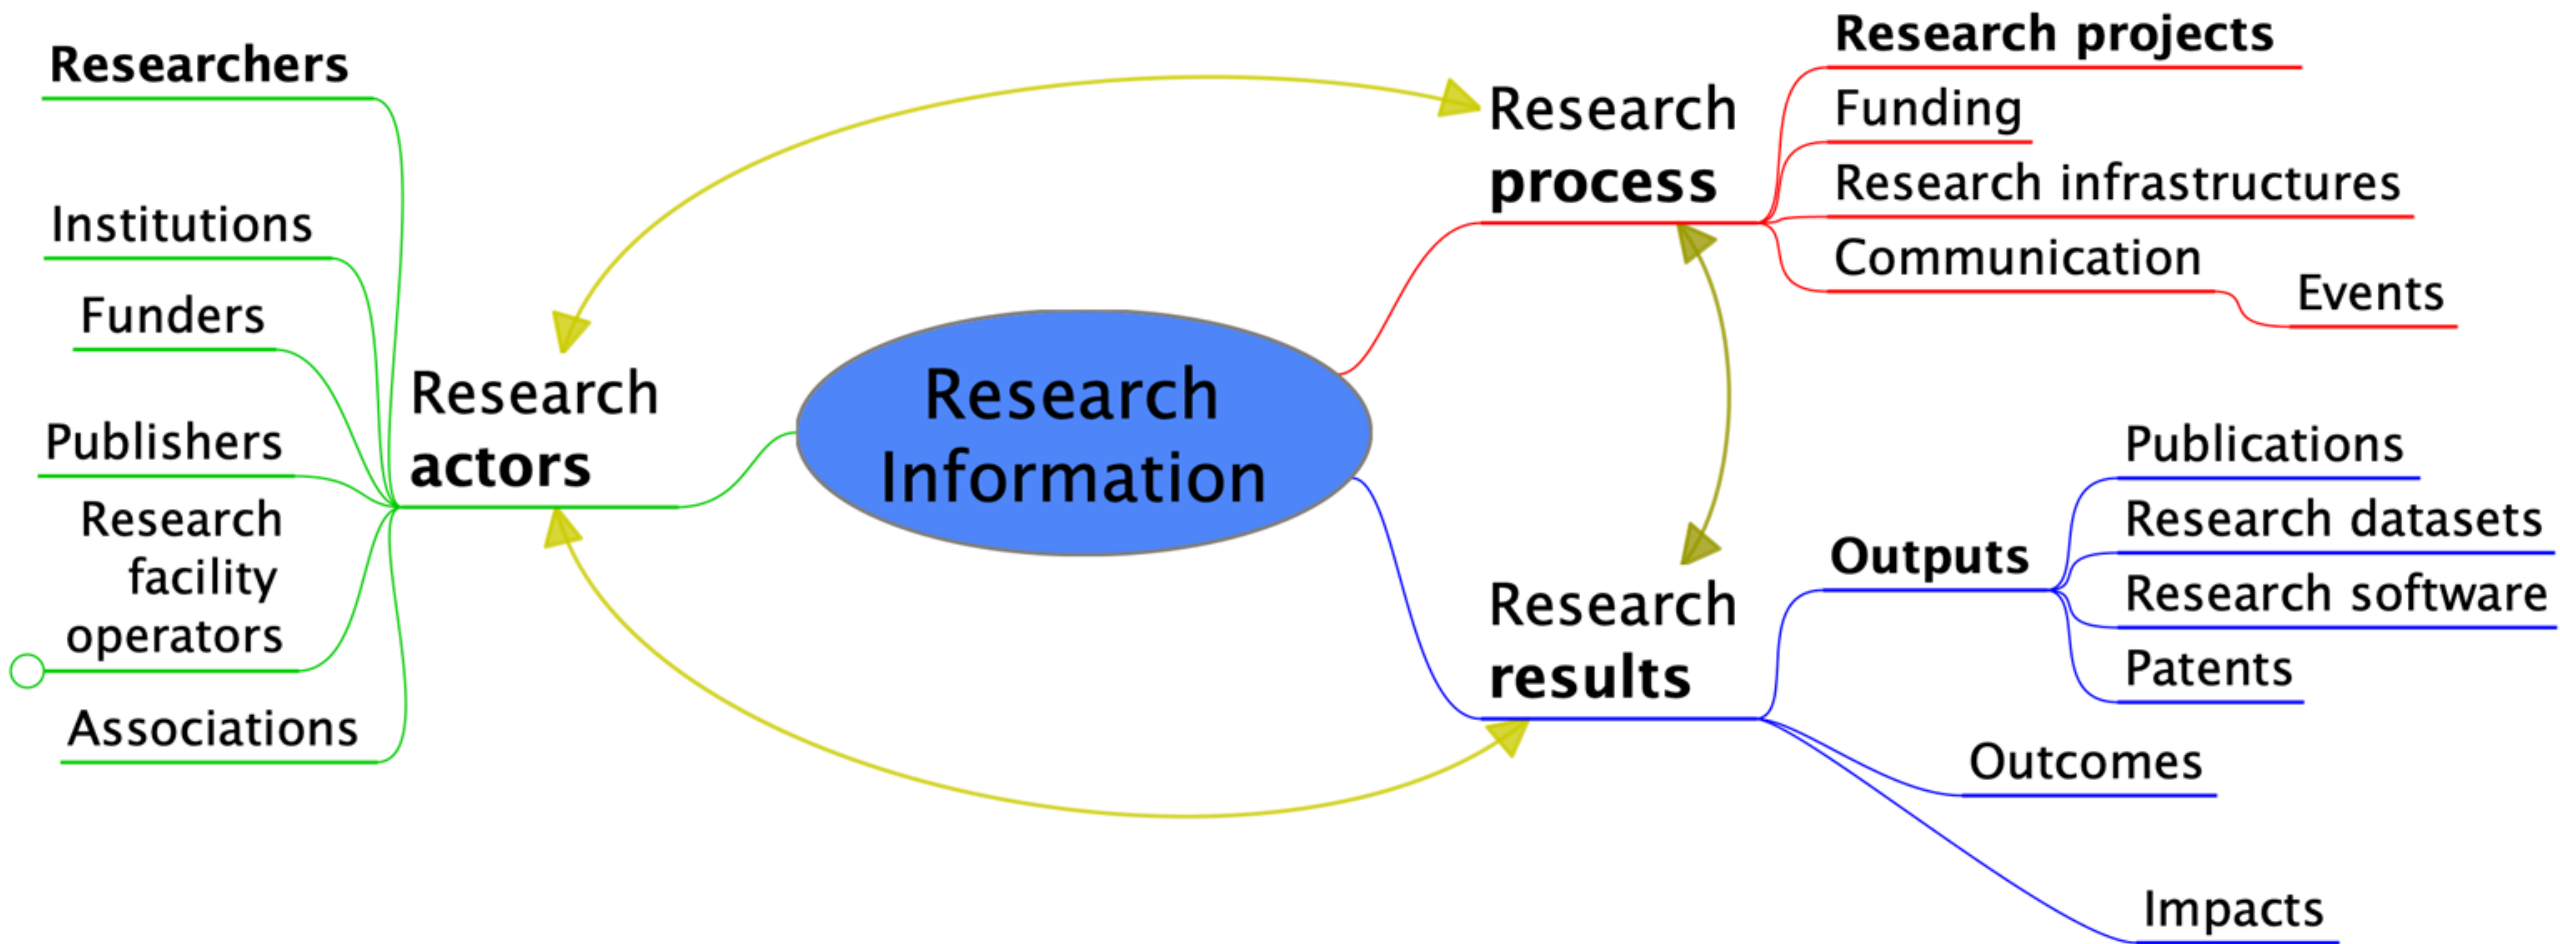 Researchers
Institutions
Funders
Publishers
Research
facility
operators
Associations
Research
actors
Research
Information
Research
process
Research projects
Funding
Research infrastructures
Communication
Events
Research
results
Outputs
Publications
Research datasets
Research software
Patents
Outcomes
Impacts